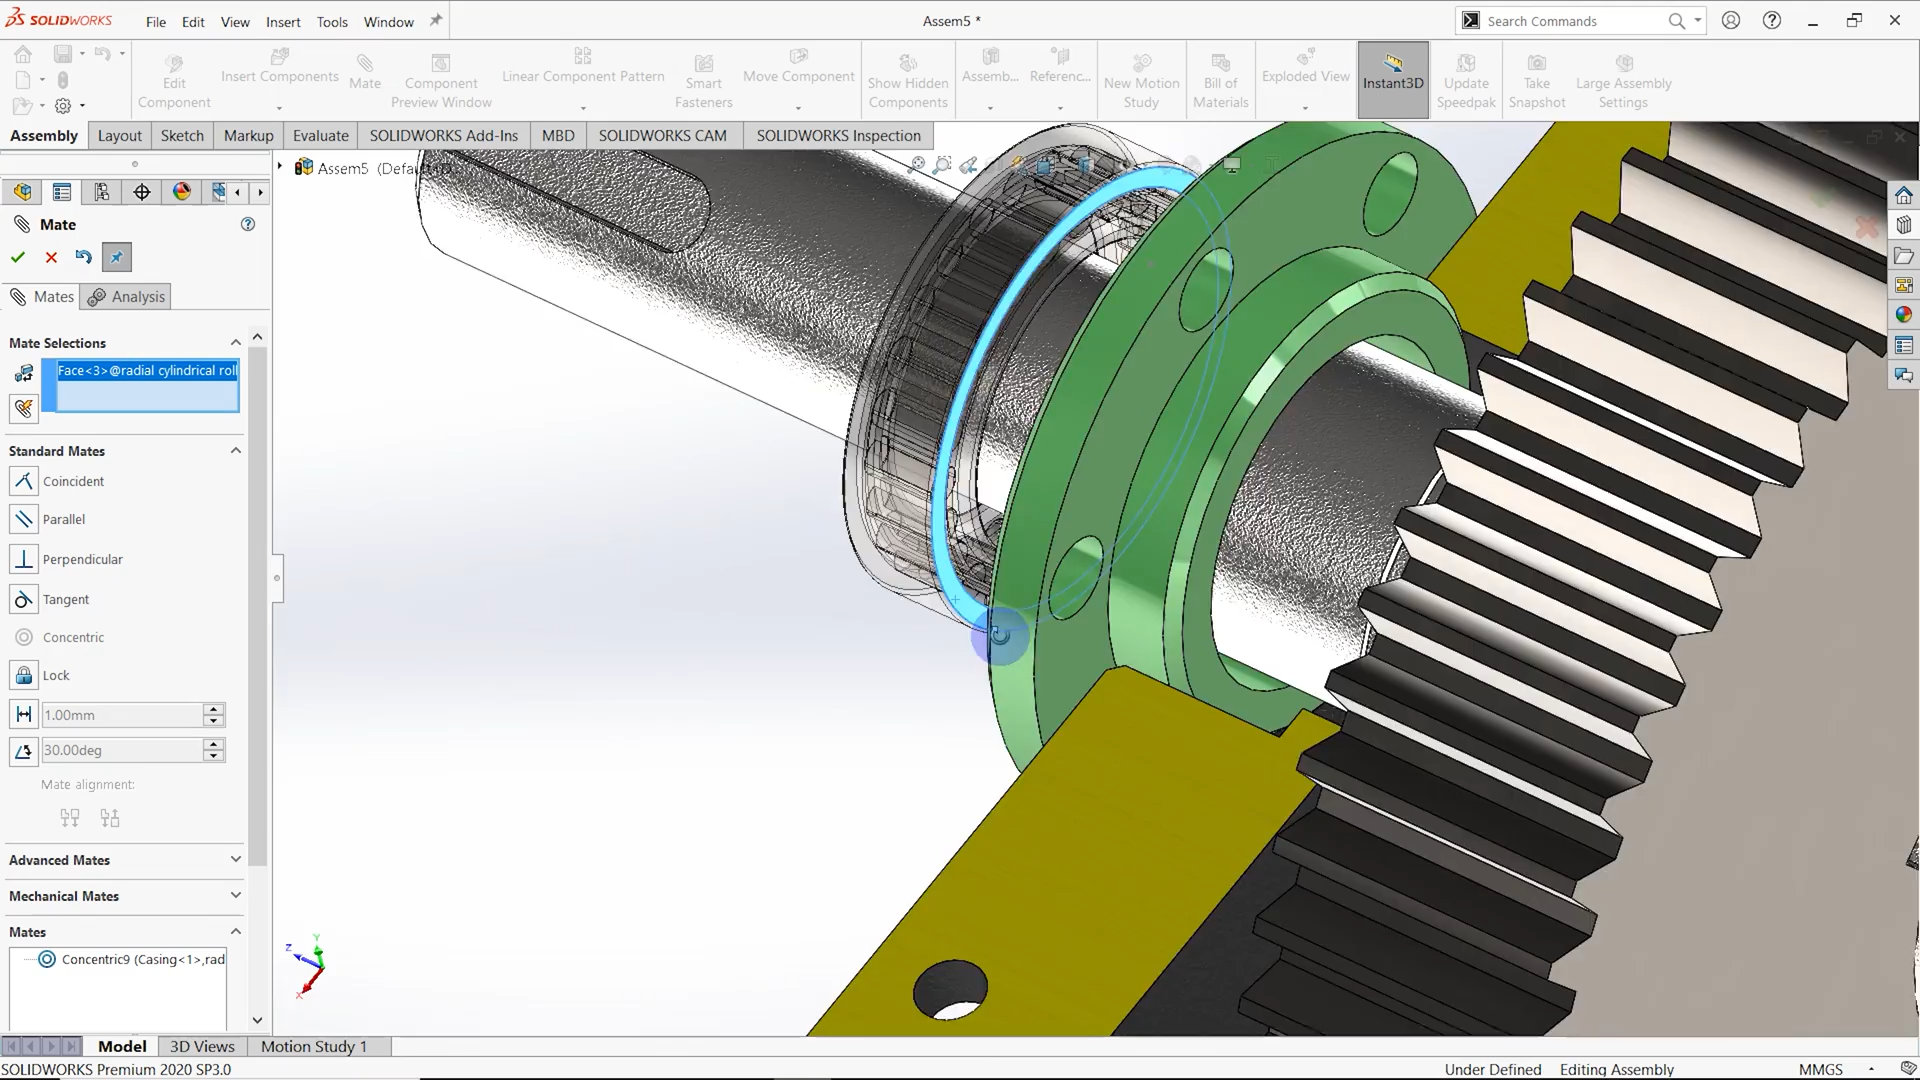 SOLIDWORKS
File Edit View Insert Tools Window
Assem5 *
Search Commands
Edit Component
Insert Components
Mate
Component Preview Window
Linear Component Pattern
Smart Fasteners
Move Component
Show Hidden Components
Assemb...
Referenc...
New Motion Study
Bill of Materials
Exploded View
Instant3D
Update Speedpak
Take Snapshot
Large Assembly Settings
Assembly Layout Sketch Markup Evaluate SOLIDWORKS Add-Ins MBD SOLIDWORKS CAM SOLIDWORKS Inspection
Assem5 (Default
Mate
Mates Analysis
Mate Selections
Face<3>@radial cylindrical roll
Standard Mates
Coincident
Parallel
Perpendicular
Tangent
Concentric
Lock
1.00mm
30.00deg
Mate alignment:
Advanced Mates
Mechanical Mates
Mates
Concentric9 (Casing<1>,rad
Z Y X
Model 3D Views Motion Study 1
SOLIDWORKS Premium 2020 SP3.0
Under Defined Editing Assembly MMGS